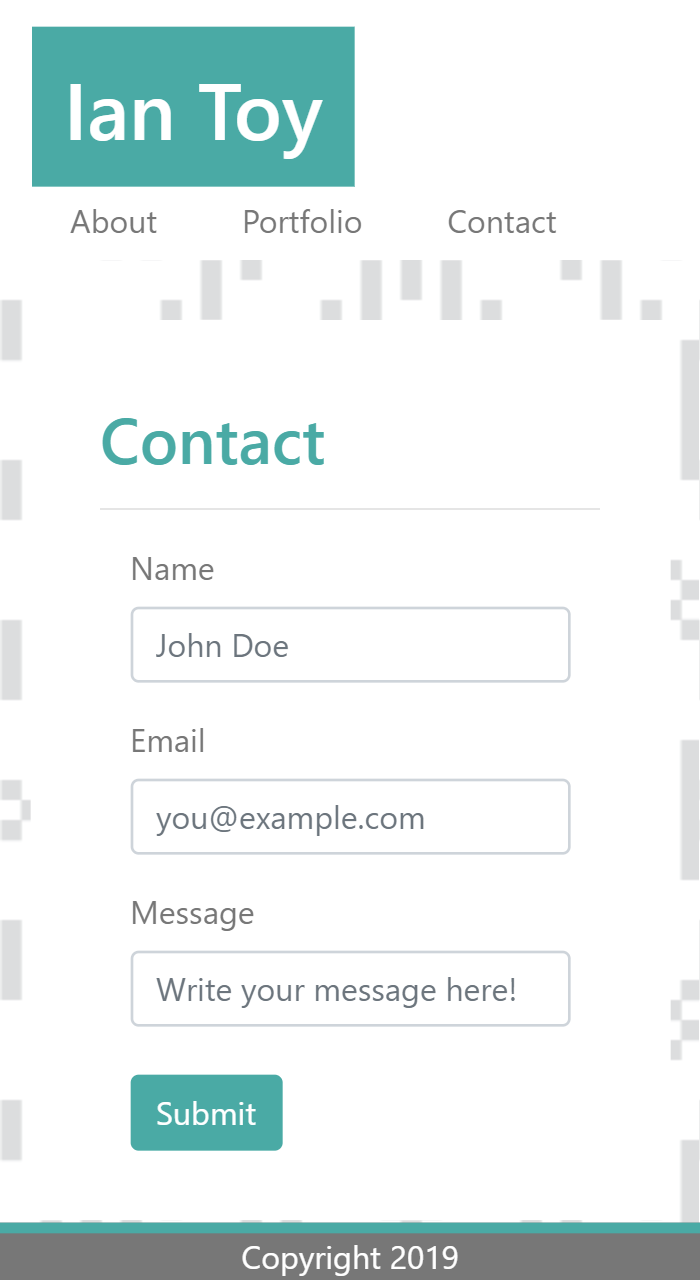 Ian Toy
About Portfolio Contact
Contact
Name
John Doe
Email
you@example.com
Message
Write your message here!
Submit
Copyright 2019